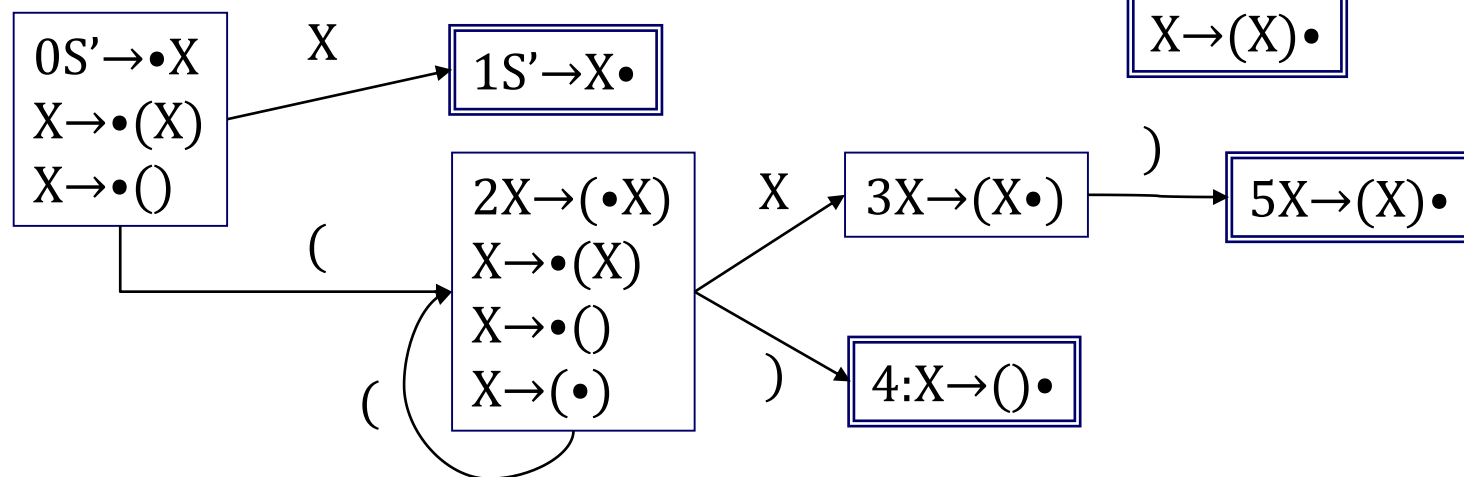 0S’→•X
X→•(X)
X→•()
X
1S’→X•
X→(X)•
(
2X→(•X)
X→•(X)
X→•()
X→(•)
(
X
3X→(X•)
)
5X→(X)•
)
4:X→()•